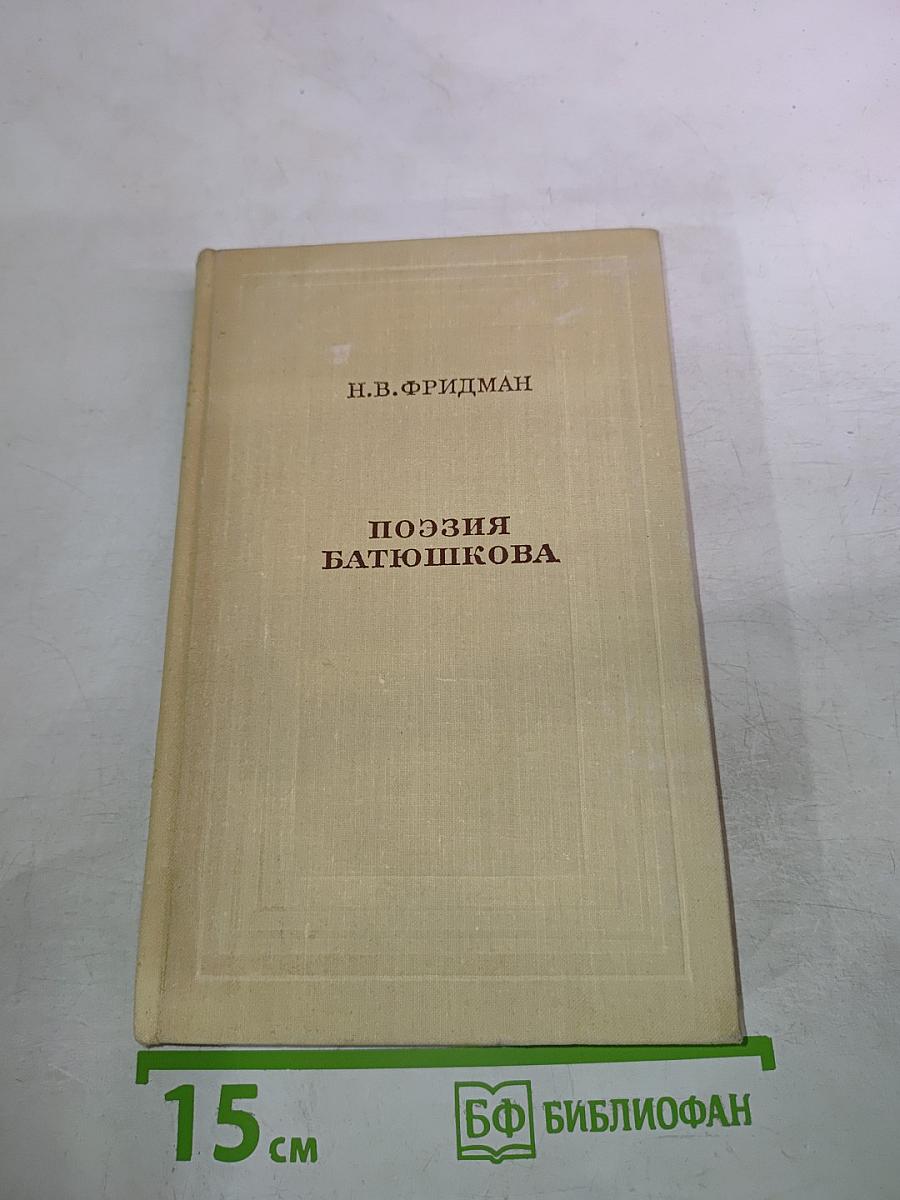 Н.В.ФРИДМАН
ПОЭЗИЯ
БАТЮШКОВА
15 см
БФ БИБЛИОФАН